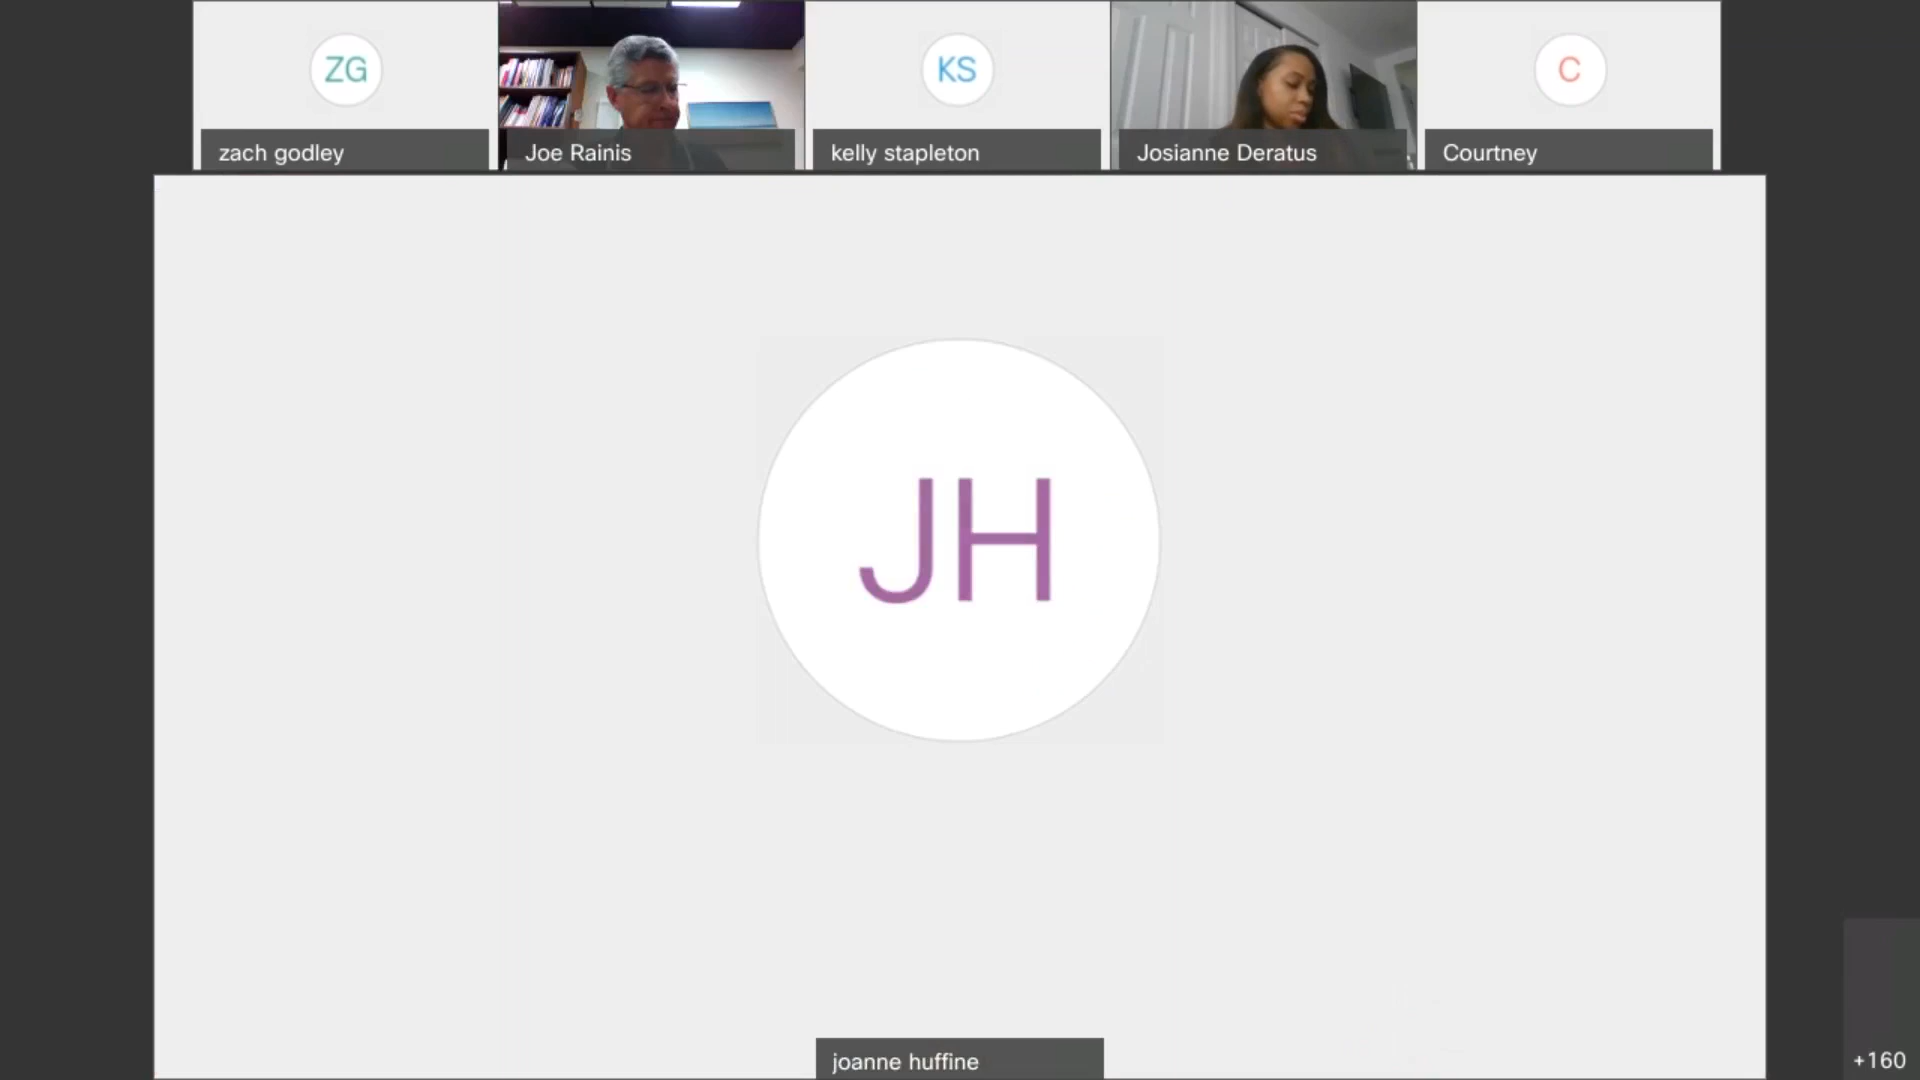 ZG
KS
C
zach godley
Joe Rainis
kelly stapleton
Josianne Deratus
Courtney
JH
joanne huffine
+160